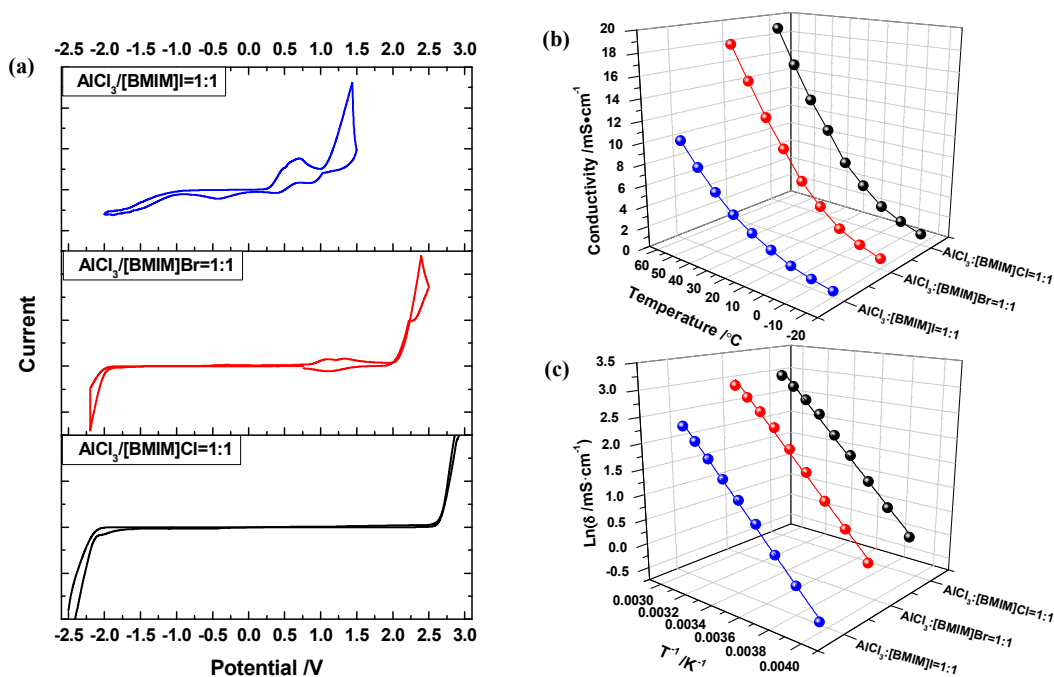 (a)
-2.5 -2.0 -1.5 -1.0 -0.5 0.0 0.5 1.0 1.5 2.0 2.5 3.0
AlCl₃/[BMIM]I=1:1
AlCl₃/[BMIM]Br=1:1
AlCl₃/[BMIM]Cl=1:1
Current
-2.5 -2.0 -1.5 -1.0 -0.5 0.0 0.5 1.0 1.5 2.0 2.5 3.0
Potential /V
(b)
Conductivity /mS•cm⁻¹
20
18
16
14
12
10
8
6
4
2
0
60 50 40 30 20 10 0 -10 -20
Temperature /°C
AlCl₃:[BMIM]Cl=1:1
AlCl₃:[BMIM]Br=1:1
AlCl₃:[BMIM]I=1:1
(c)
Ln(δ /mS·cm⁻¹)
3.5
3.0
2.5
2.0
1.5
1.0
0.5
0.0
-0.5
0.0030 0.0032 0.0034 0.0036 0.0038 0.0040
T⁻¹ /K⁻¹
AlCl₃:[BMIM]Cl=1:1
AlCl₃:[BMIM]Br=1:1
AlCl₃:[BMIM]I=1:1